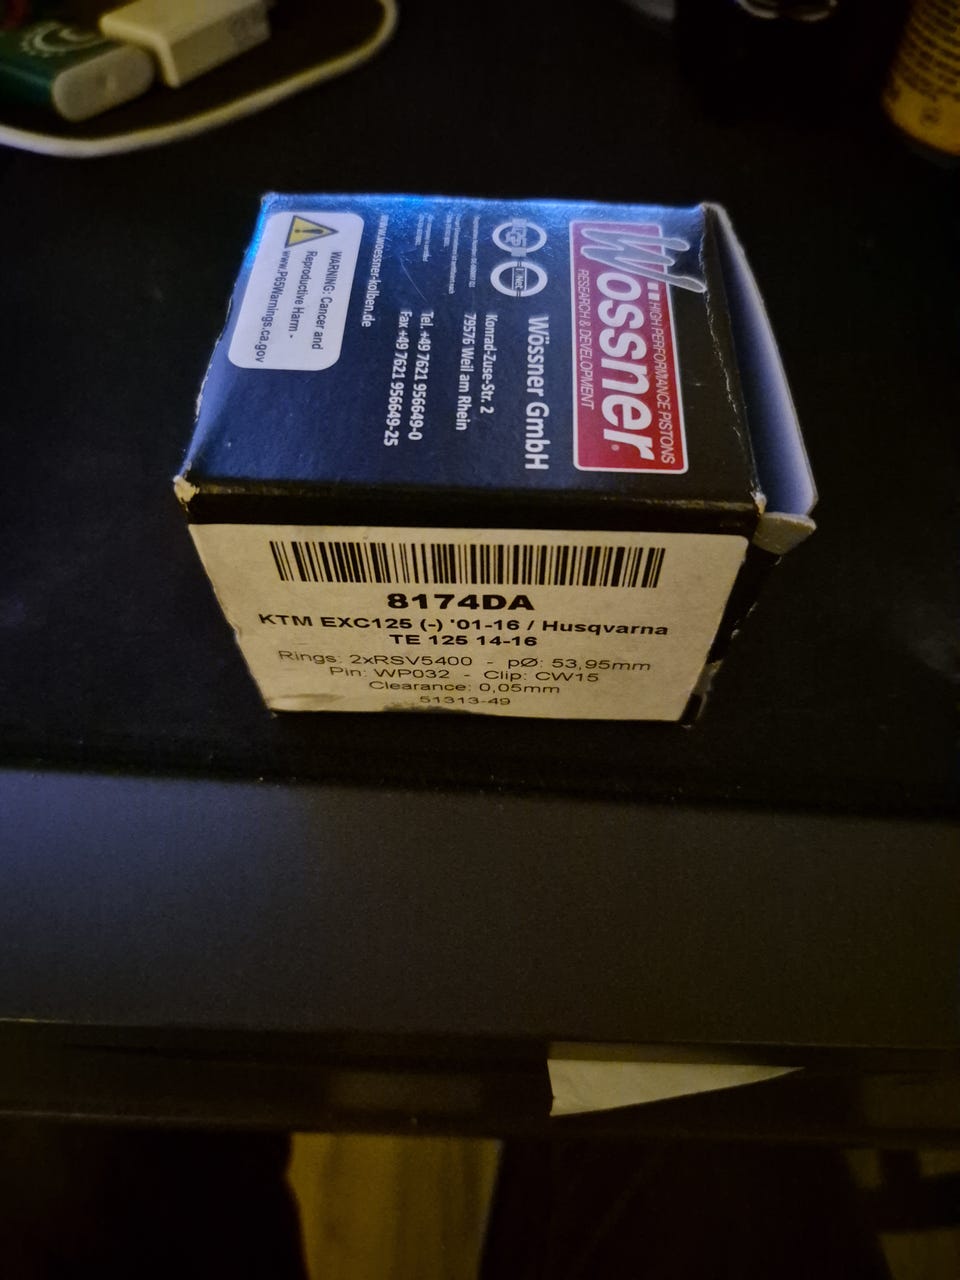 HIGH PERFORMANCE PISTONS
Wössner
RESEARCH & DEVELOPMENT
Wössner GmbH
Konrad-Zuse-Str. 2
79576 Weil am Rhein
Tel. +49 7621 956649-0
Fax +49 7621 956649-25
www.woessner-kolben.de
WARNING: Cancer and
Reproductive Harm -
www.P65Warnings.ca.gov
8174DA
KTM EXC125 (-) '01-16 / Husqvarna
TE 125 14-16
Rings: 2xRSV5400 - pØ: 53,95mm
Pin: WP032 - Clip: CW15
Clearance: 0,05mm
51313-49